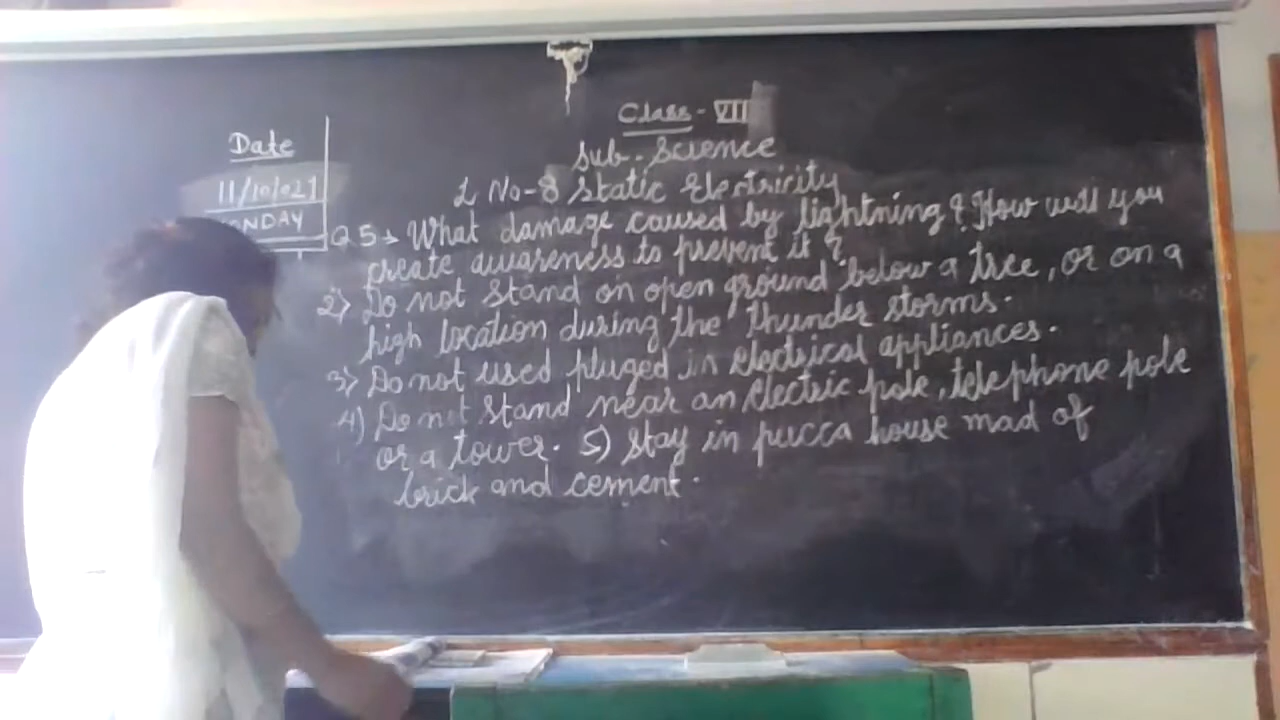 Date
11/10/021
ONDAY
Class - VII
Sub. Science
L No-8 Static Electricity
Q 5 → What damage caused by lightning? How will you
create awareness to prevent it?
2) Do not stand on open ground below a tree, or on a
high location during the thunder storms.
3) Do not used pluged in electrical appliances.
4) Do not stand near an electric pole, telephone pole
or a tower. 5) Stay in pucca house mad of
brick and cement.